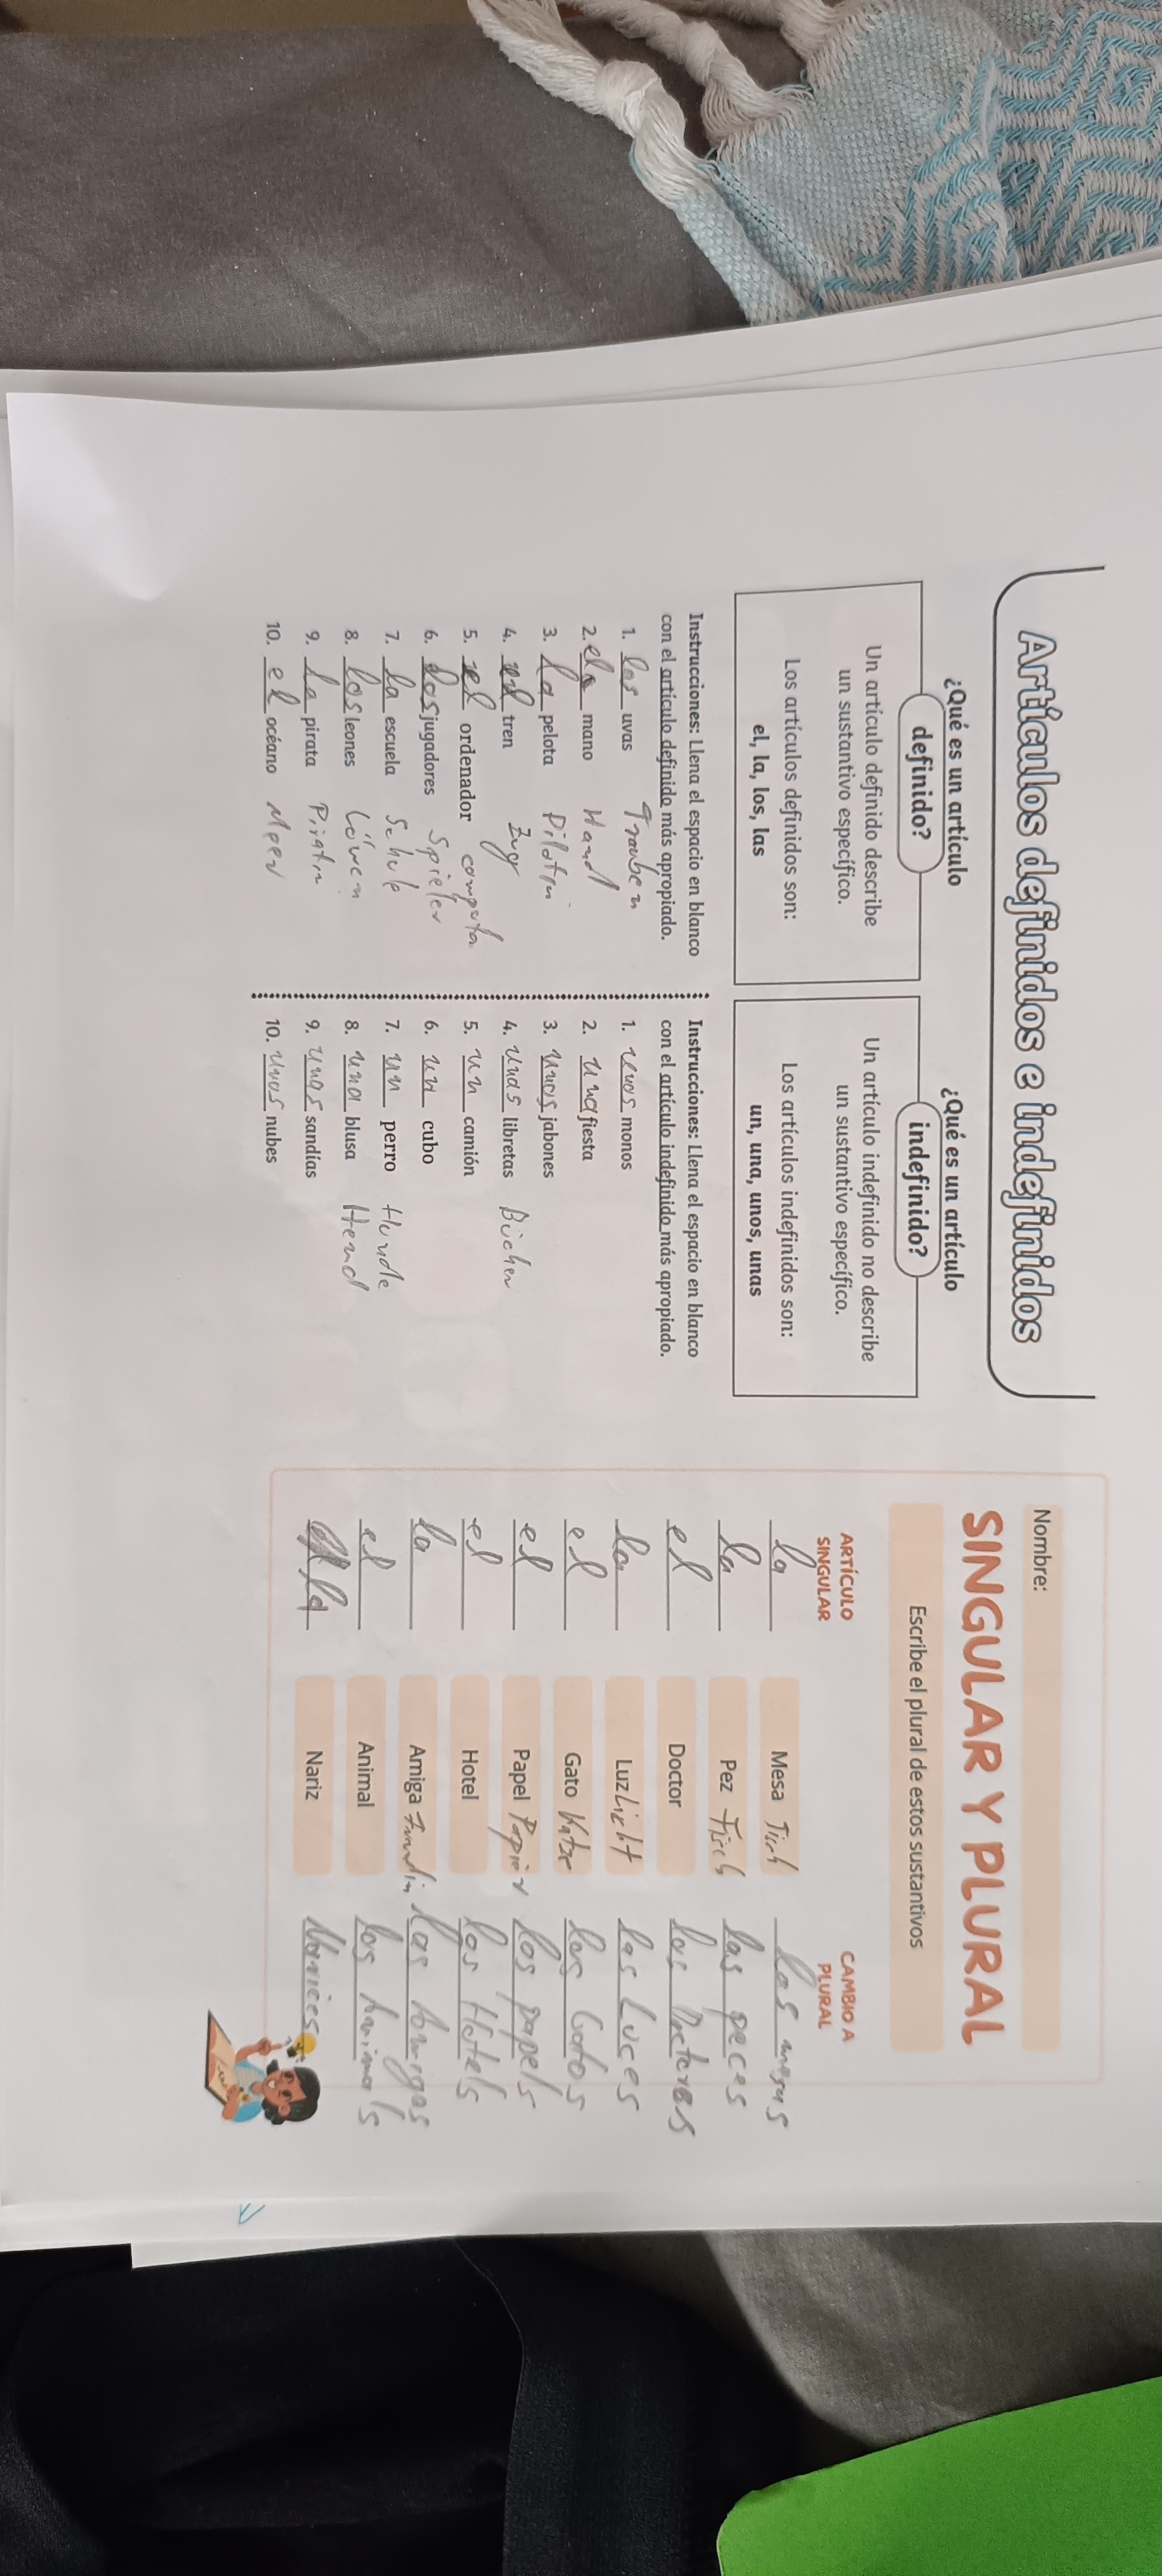 Artículos definidos e indefinidos
¿Qué es un artículo
definido?
Un artículo definido describe
un sustantivo específico.
Los artículos definidos son:
el, la, los, las
¿Qué es un artículo
indefinido?
Un artículo indefinido no describe
un sustantivo específico.
Los artículos indefinidos son:
un, una, unos, unas
Instrucciones: Llena el espacio en blanco
con el artículo definido más apropiado.
1. las uvas Trauben
2. mano Hand
3. la pelota
4. el tren Zug
5. el ordenador
6. los jugadores Spieler
7. la escuela Schule
8. los leones Löwen
9. la pirata Piratin
10. el océano Meer
Instrucciones: Llena el espacio en blanco
con el artículo indefinido más apropiado.
1. unos monos
2. una fiesta
3. unos jabones
4. unas libretas Bücher
5. un camión
6. un cubo
7. un perro Hunde
8. una blusa Hemd
9. unas sandías
10. unas nubes
Nombre:
SINGULAR Y PLURAL
Escribe el plural de estos sustantivos
ARTÍCULO SINGULAR
CAMBIO A PLURAL
la Mesa Tisch las mesas
la Pez Fisch las peces
el Doctor los Doctores
la Luz Licht las Luces
el Gato Katze los Gatos
el Papel Papier los papels
el Hotel los Hotels
la Amiga las
el Animal los
la Nariz Narices